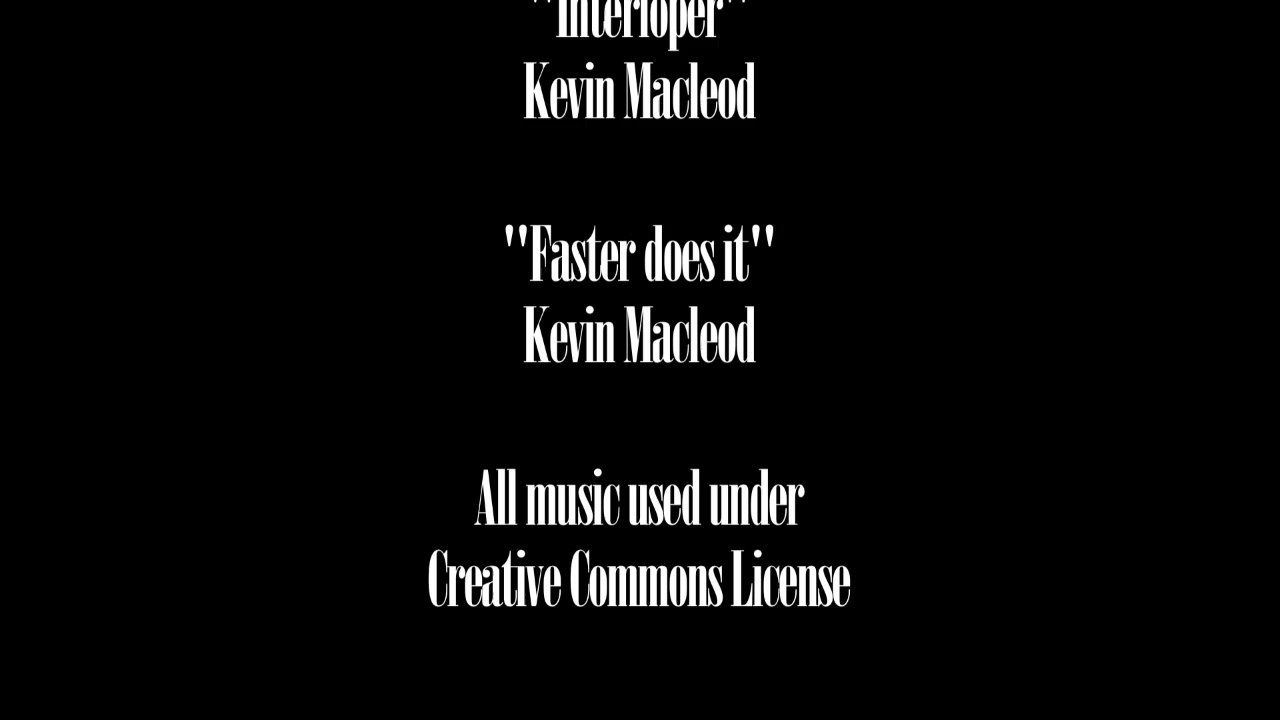 "Interloper"
Kevin Macleod
"Faster does it"
Kevin Macleod
All music used under
Creative Commons License